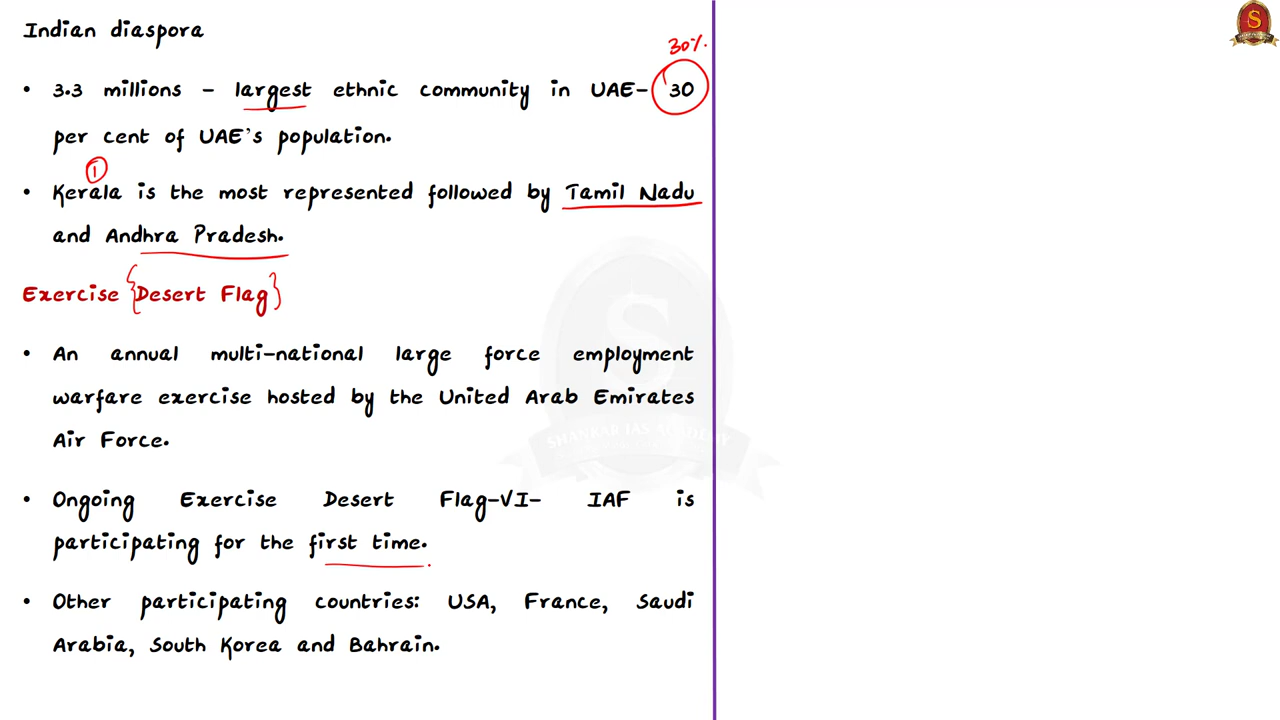 Indian diaspora
30%.
• 3.3 millions – largest ethnic community in UAE- 30
per cent of UAE's population.
1
• Kerala is the most represented followed by Tamil Nadu
and Andhra Pradesh.
Exercise {Desert Flag}
• An annual multi-national large force employment
warfare exercise hosted by the United Arab Emirates
Air Force.
• Ongoing Exercise Desert Flag-VI- IAF is
participating for the first time.
• Other participating countries: USA, France, Saudi
Arabia, South Korea and Bahrain.
S
SHANKAR IAS ACADEMY
S